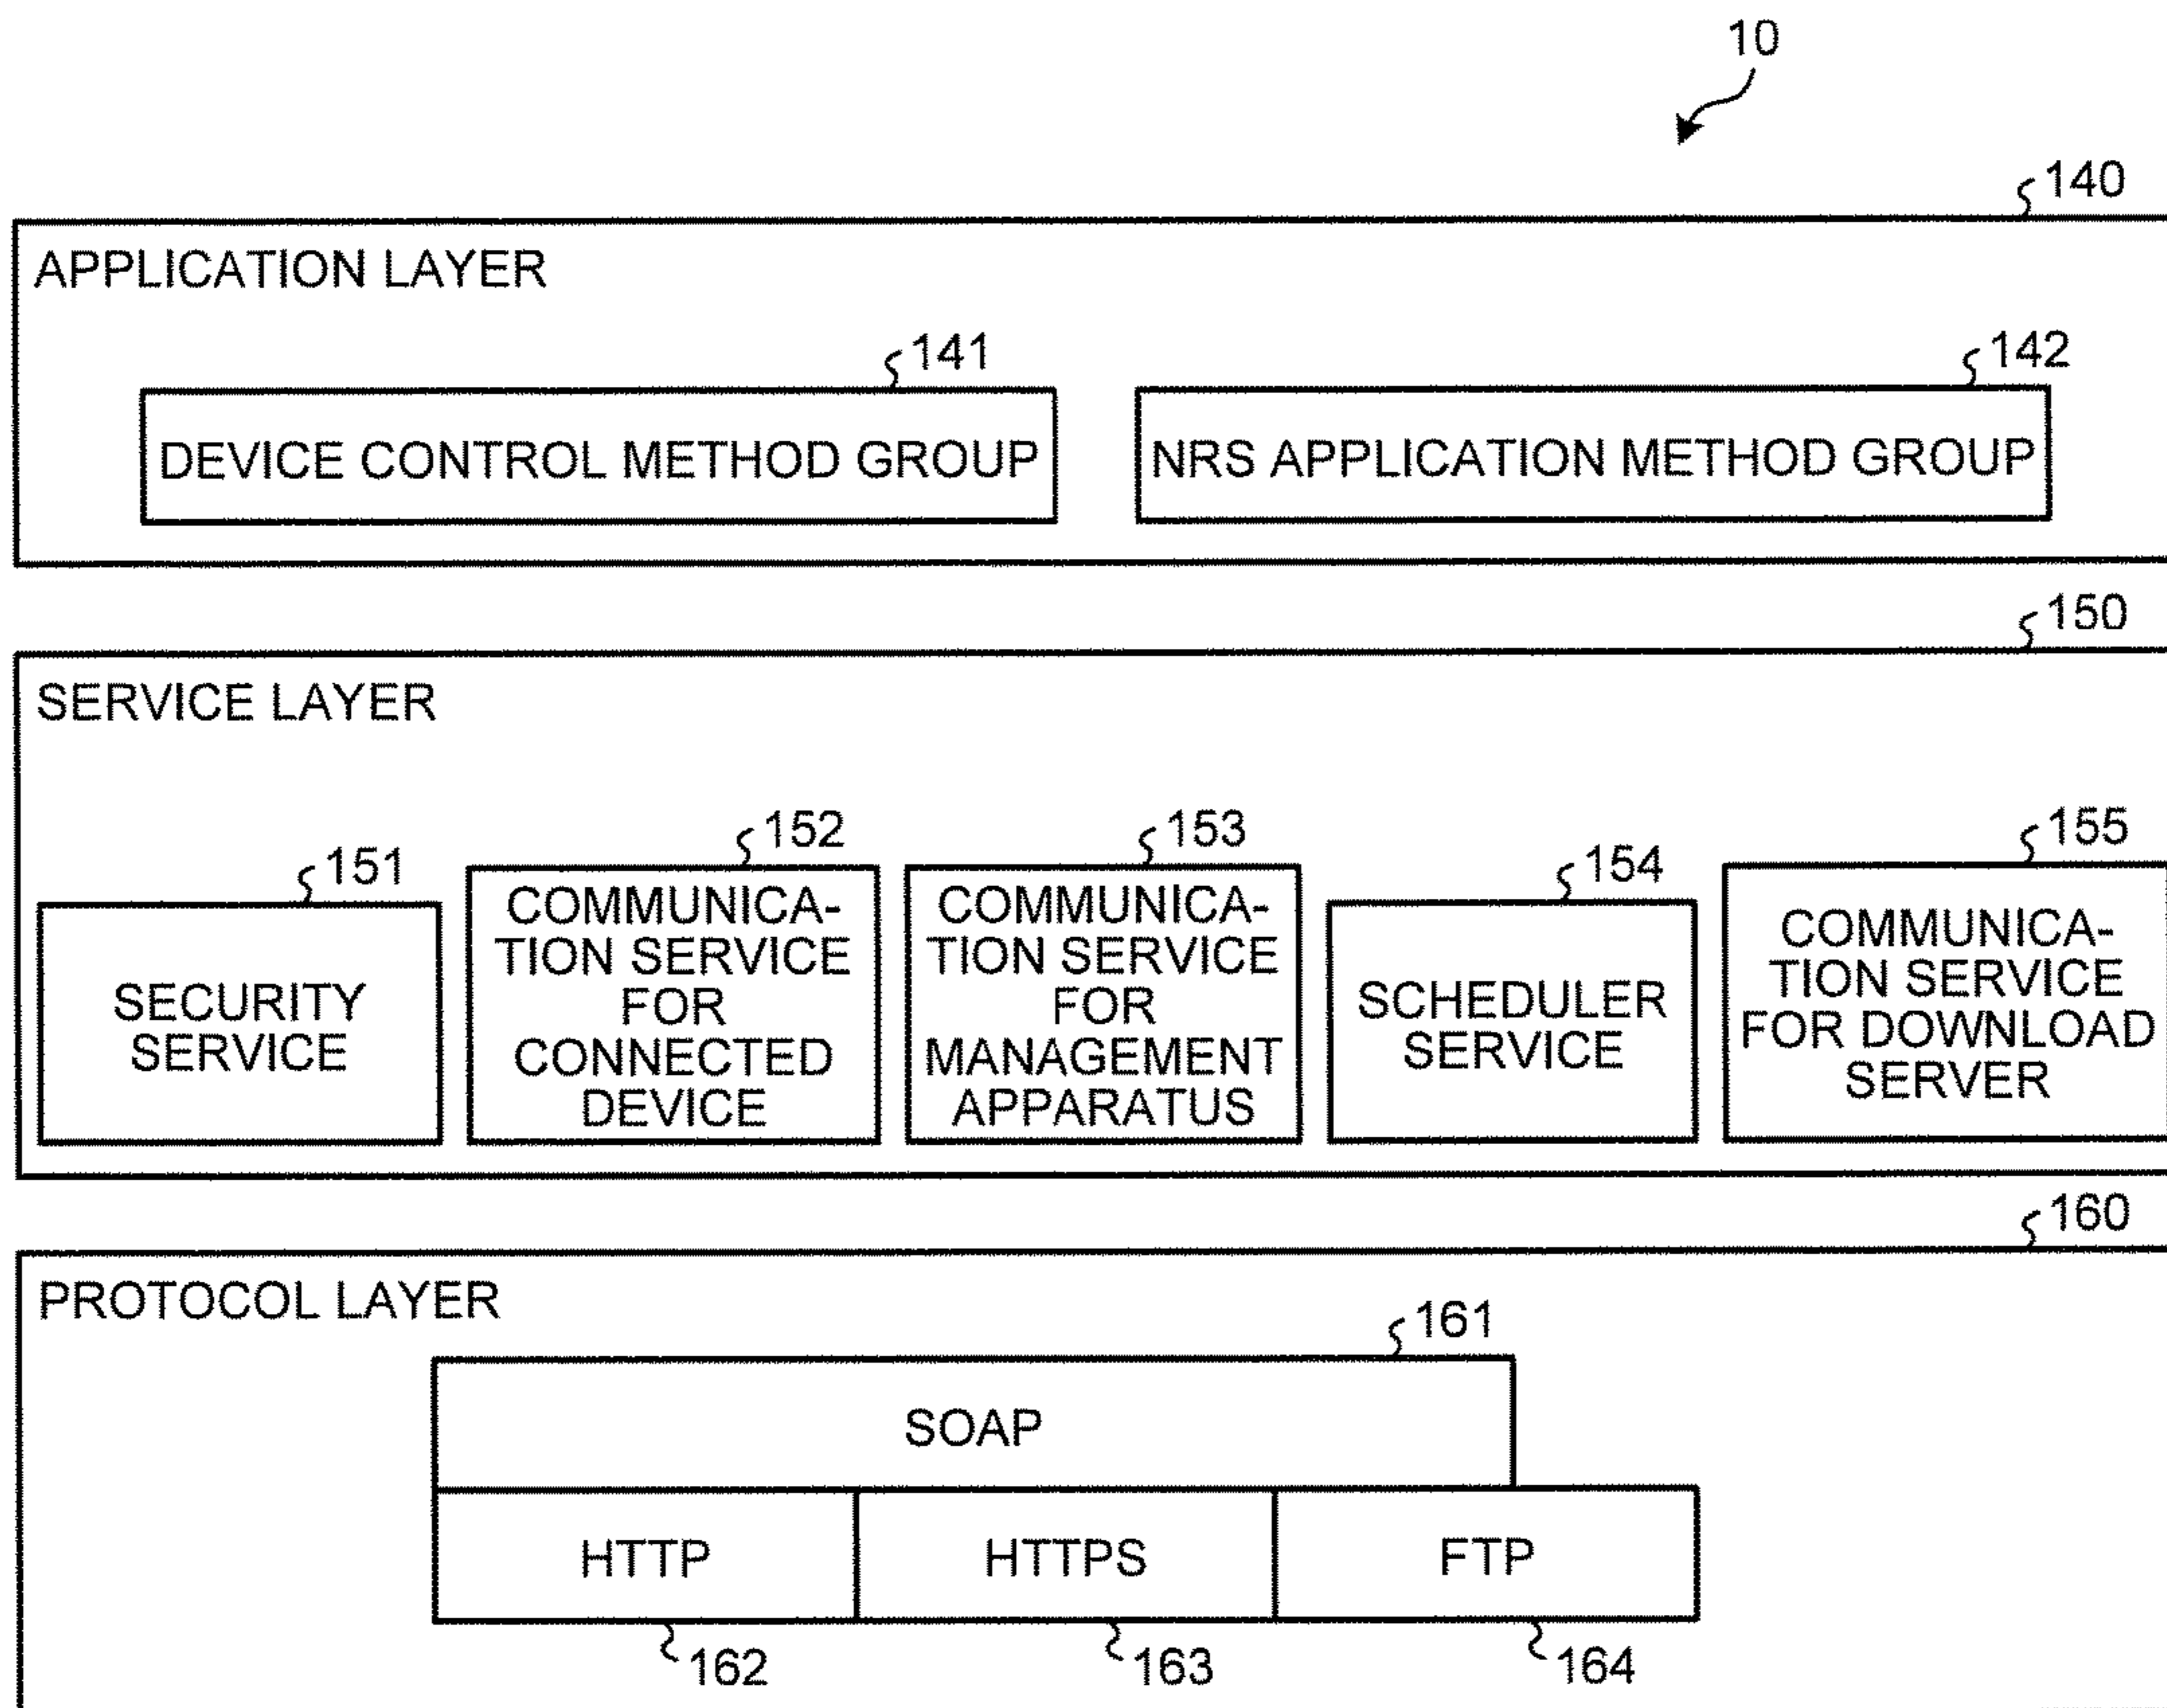 10
140
APPLICATION LAYER
141
142
DEVICE CONTROL METHOD GROUP
NRS APPLICATION METHOD GROUP
150
SERVICE LAYER
151
SECURITY
SERVICE
152
COMMUNICA-
TION SERVICE
FOR
CONNECTED
DEVICE
153
COMMUNICA-
TION SERVICE
FOR
MANAGEMENT
APPARATUS
154
SCHEDULER
SERVICE
155
COMMUNICA-
TION SERVICE
FOR DOWNLOAD
SERVER
160
PROTOCOL LAYER
161
SOAP
HTTP
HTTPS
FTP
162
163
164